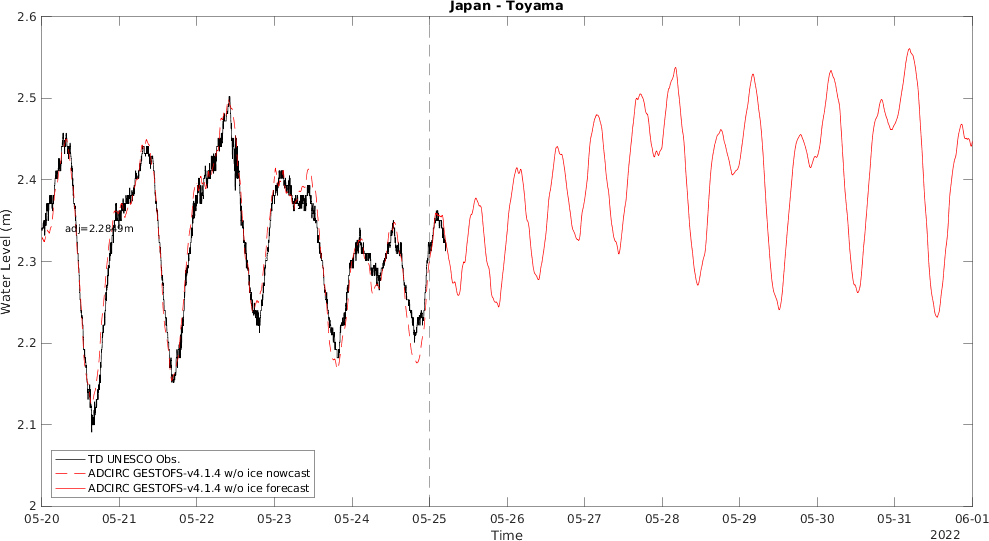 Japan - Toyama
Water Level (m)
2.6
2.5
2.4
2.3
2.2
2.1
2
adj=2.2849m
TD UNESCO Obs.
ADCIRC GESTOFS-v4.1.4 w/o ice nowcast
ADCIRC GESTOFS-v4.1.4 w/o ice forecast
05-20 05-21 05-22 05-23 05-24 05-25 05-26 05-27 05-28 05-29 05-30 05-31 06-01
Time
2022